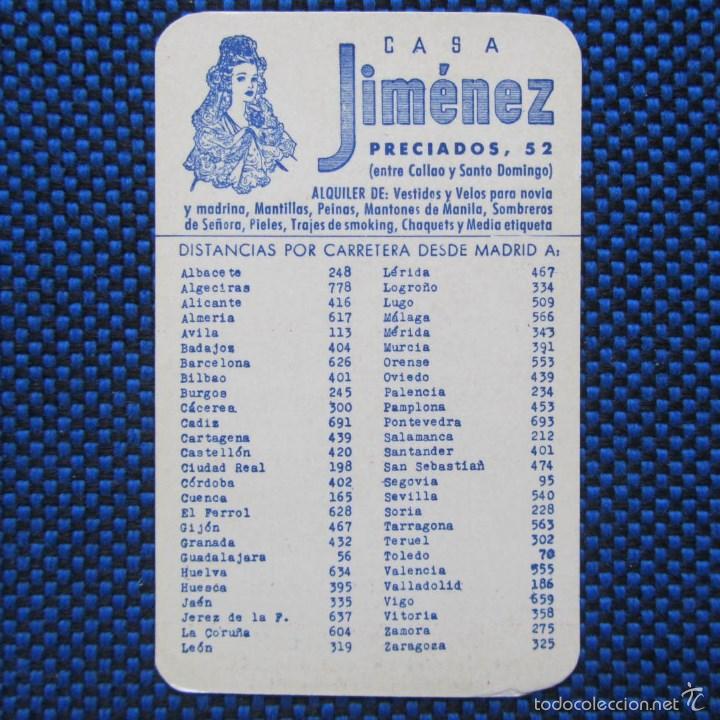 CASA
Jiménez
PRECIADOS, 52
(entre Callao y Santo Domingo)
ALQUILER DE: Vestidos y Velos para novia
y madrina, Mantillas, Peinas, Mantones de Manila, Sombreros
de Señora, Pieles, Trajes de smoking, Chaquets y Media etiqueta
DISTANCIAS POR CARRETERA DESDE MADRID A:
Albacete 248
Algeciras 778
Alicante 416
Almeria 617
Avila 113
Badajos 404
Barcelona 626
Bilbao 401
Burgos 245
Cácerea 300
Cadiz 691
Cartagena 439
Castellón 420
Ciudad Real 198
Córdoba 402
Cuenca 165
El Ferrol 628
Gijón 467
Granada 432
Guadalajara 56
Huelva 634
Huesca 395
Jaén 335
Jerez de la F. 637
La Coruña 604
León 319
Lérida 467
Logroño 334
Lugo 509
Málaga 566
Mérida 343
Murcia 391
Orense 553
Oviedo 439
Palencia 234
Pamplona 453
Pontevedra 693
Salamanca 212
Santander 401
San Sebastiañ 474
Segovia 95
Sevilla 540
Soria 228
Tarragona 563
Teruel 302
Toledo 70
Valencia 355
Valladolid 186
Vigo 659
Vitoria 358
Zamora 275
Zaragoza 325
todocoleccion.net